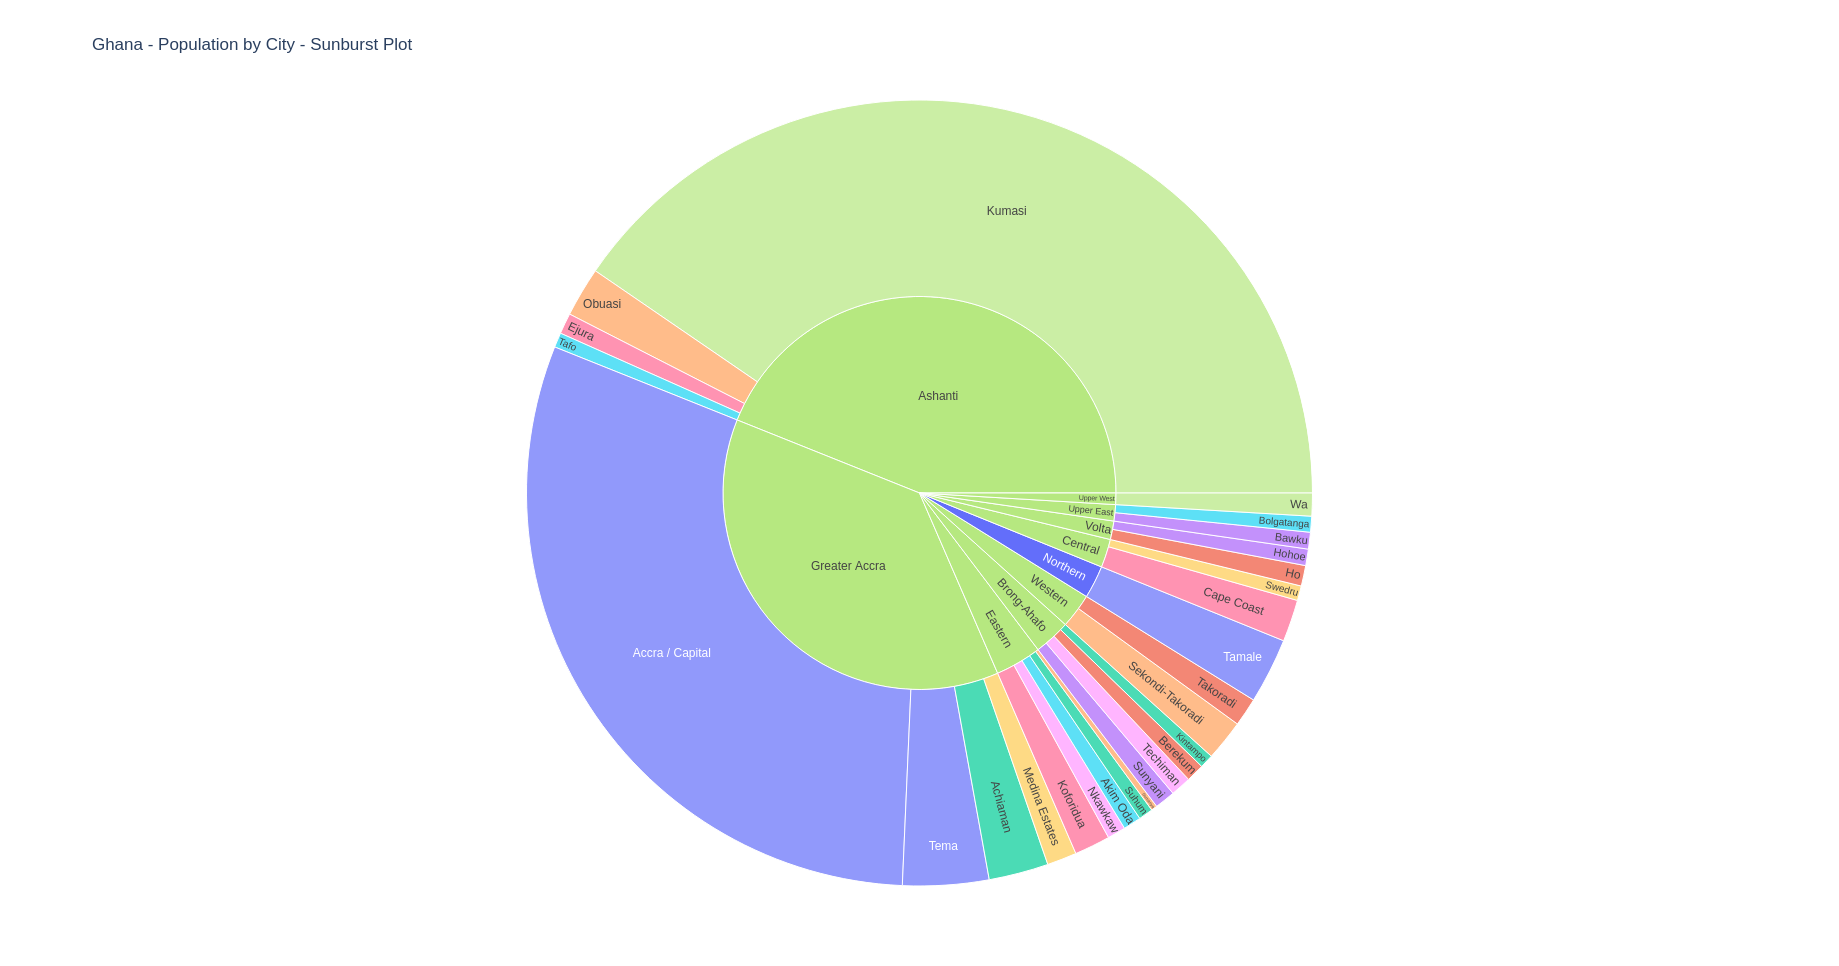 Ghana - Population by City - Sunburst Plot
Kumasi
Obuasi
Ejura
Tafo
Ashanti
Greater Accra
Upper West
Upper East
Volta
Central
Northern
Western
Brong-Ahafo
Eastern
Wa
Bolgatanga
Bawku
Hohoe
Ho
Swedru
Cape Coast
Tamale
Takoradi
Sekondi-Takoradi
Kintampo
Berekum
Techiman
Sunyani
Suhum
Akim Oda
Nkawkaw
Koforidua
Medina Estates
Achiaman
Tema
Accra / Capital